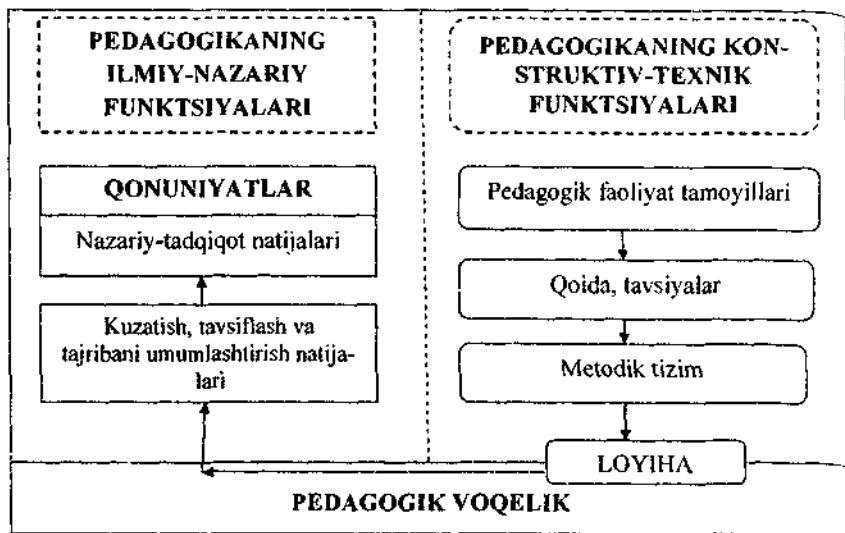 PEDAGOGIKANING
ILMIY-NAZARIY
FUNKTSIYALARI
QONUNIYATLAR
Nazariy-tadqiqot natijalari
Kuzatish, tavsiflash va
tajribani umumlashtirish natija-
lari
PEDAGOGIKANING KON-
STRUKTIV-TEXNIK
FUNKTSIYALARI
Pedagogik faoliyat tamoyillari
Qoida, tavsiyalar
Metodik tizim
LOYIHA
PEDAGOGIK VOQELIK